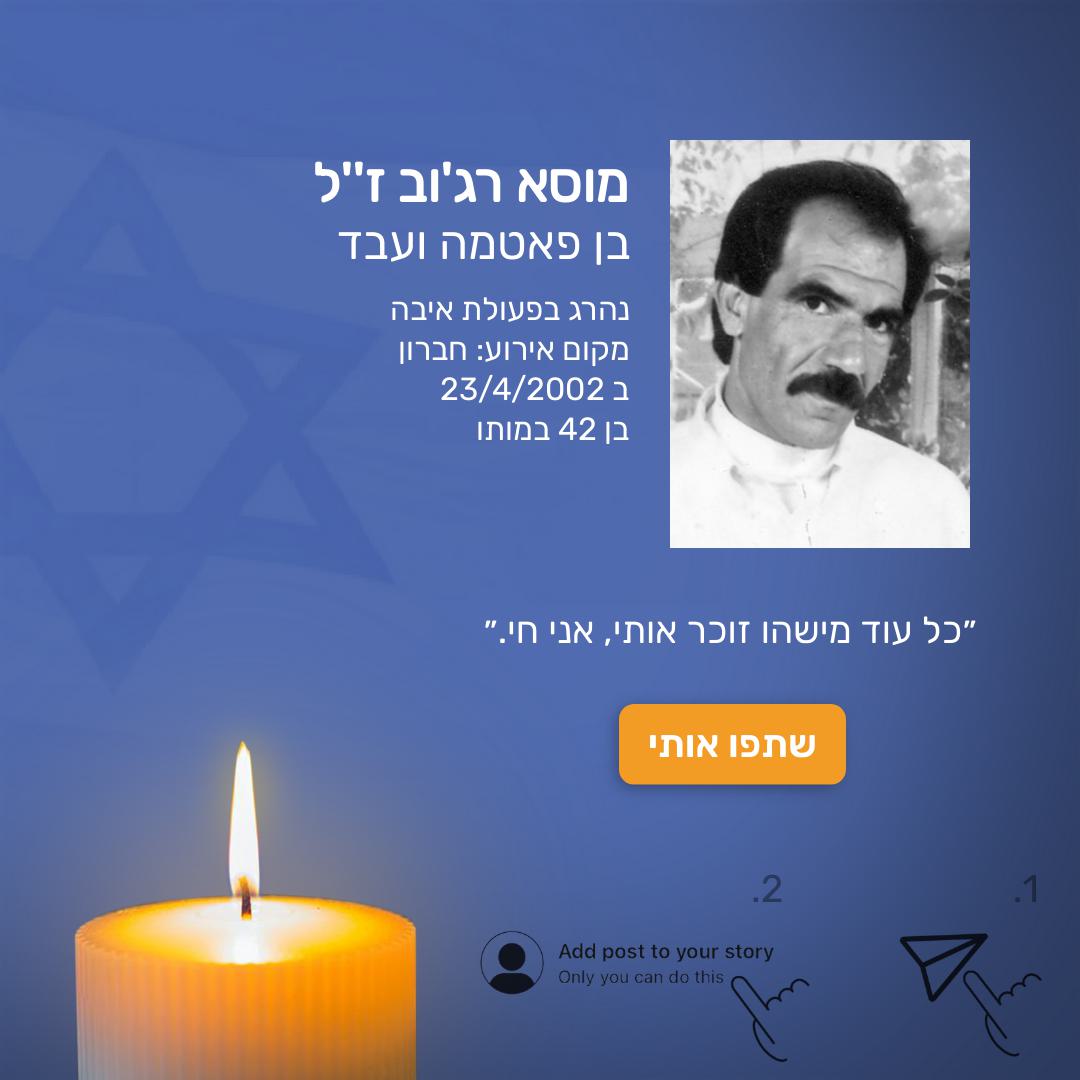 מוסא רג'וב ז"ל
בן פאטמה ועבד
נהרג בפעולת איבה
מקום אירוע: חברון
ב 23/4/2002
בן 42 במותו
"כל עוד מישהו זוכר אותי, אני חי."
שתפו אותי
.1
.2
Add post to your story
Only you can do this